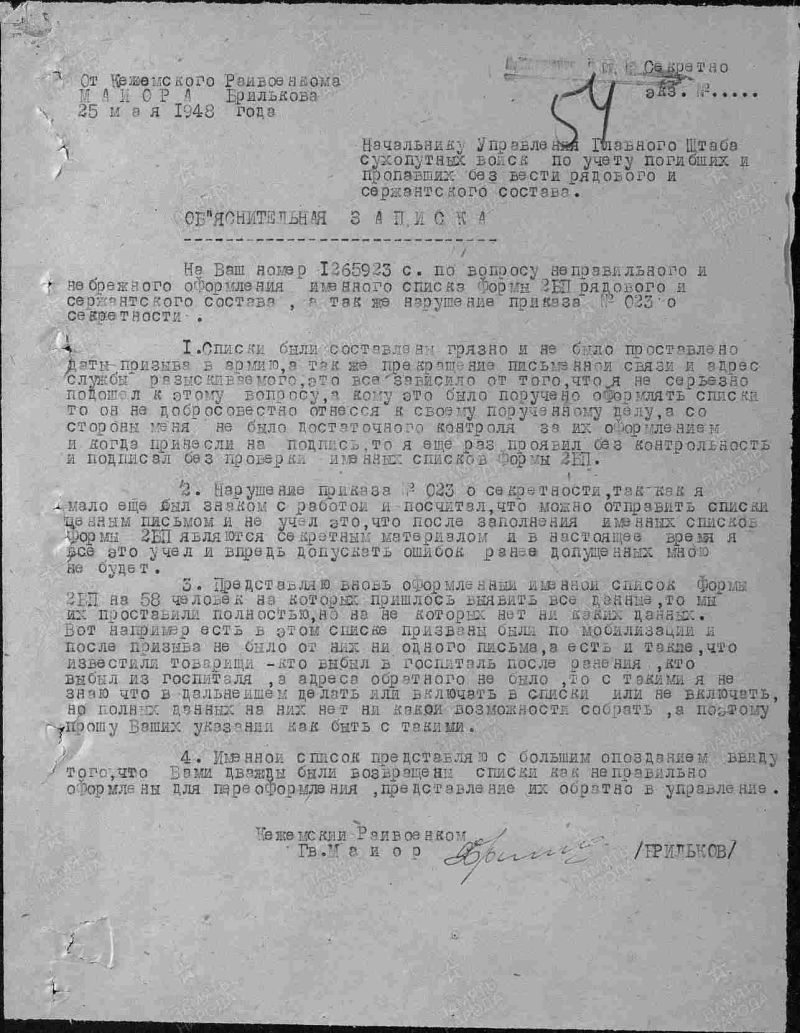 Секретно
экз. №.....
54
От Кежемского Райвоенкома
М А Й О Р А Брилькова
25 м а я 1948 года
Начальнику Управления Главного Штаба
сухопутных войск по учету погибших и
пропавших без вести рядового и
сержантского состава.
ОБ"ЯСНИТЕЛЬНАЯ З А П И С К А
На Ваш номер 1265923 с. по вопросу неправильного и
небрежного оформления именного списка формы 2БП рядового и
сержантского состава , а так же нарушение приказа № 023 о
секретности .
1.Списки были составлены грязно и не было проставлено
даты призыва в армию,а так же прекращение письменной связи и адрес
службы разыскиваемого,это все зависило от того,что я не серьезно
подошел к этому вопросу,а кому это было поручено оформлять списки
то он не добросовестно отнесся к своему порученному делу,а со
стороны меня не было достаточного контроля за их оформлением
и когда принесли на подпись,то я еще раз проявил без контрольность
и подписал без проверки именных списков формы 2БП.
2. Нарушение приказа № 023 о секретности,так как я
мало еще был знаком с работой и посчитал,что можно отправить списки
ценным письмом и не учел это,что после заполнения именных списков
формы 2БП являются секретным материалом и в настоящее время я
все это учел и впредь допускать ошибок ранее допущенных мною
не будет.
3. Представляю вновь оформленный именной список формы
2БП на 58 человек на которых пришлось выявить все данные,то мы
их проставили полностью,но на не которых нет ни каких данных.
Вот например есть в этом списке призваны были по мобилизации и
после призыва не было от них ни одного письма,а есть и такие,что
известили товарищи -кто выбыл в госпиталь после ранения ,кто
выбыл из госпиталя ,а адреса обратного не было ,то с такими я не
знаю что в дальнейшем делать или включать в списки или не включать,
но полных данных на них нет ни какой возможности собрать ,а поэтому
прошу Ваших указаний как быть с такими.
4. Именной список представляю с большим опозданием ввиду
того,что Вами дважды были возвращены списки как неправильно
оформлены для переоформления ,представление их обратно в управление.
Кежемский Райвоенком
Гв.М а й о р /БРИЛЬКОВ/